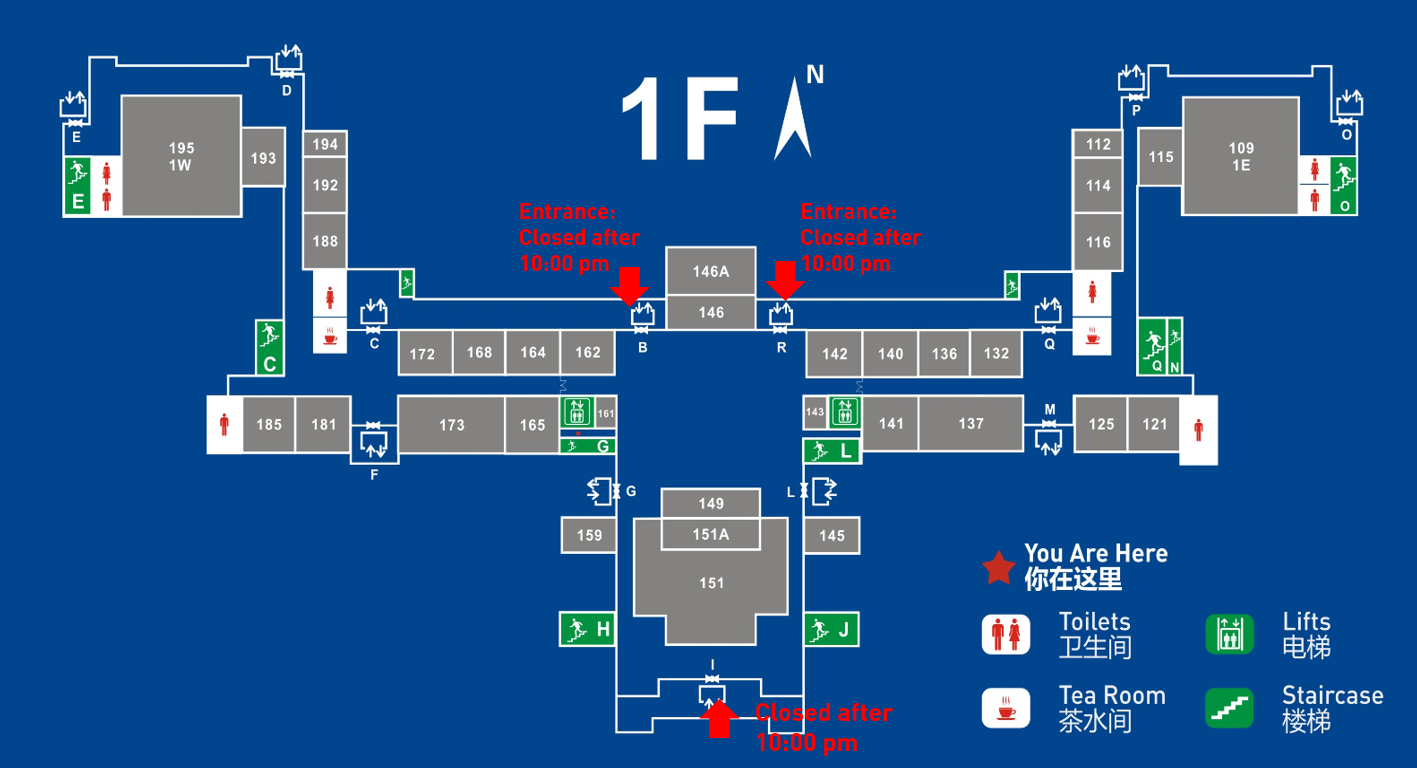 1F
N
D
E
P
O
195
1W
193
194
192
188
E
112
114
116
115
109
1E
O
Entrance:
Closed after
10:00 pm
Entrance:
Closed after
10:00 pm
146A
146
C
B
R
Q
C
172
168
164
162
142
140
136
132
Q
N
185
181
173
165
161
G
F
143
L
141
137
M
125
121
G
L
149
151A
151
159
145
H
J
I
Closed after
10:00 pm
You Are Here
你在这里
Toilets
卫生间
Lifts
电梯
Tea Room
茶水间
Staircase
楼梯